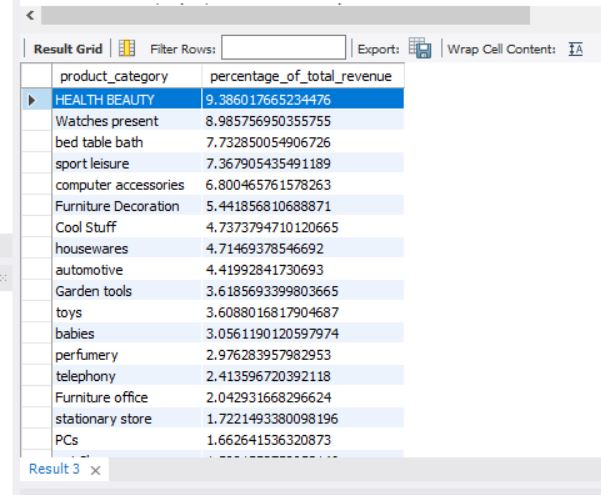 Result Grid Filter Rows: Export: Wrap Cell Content:
product_category percentage_of_total_revenue
HEALTH BEAUTY 9.386017665234476
Watches present 8.985756950355755
bed table bath 7.732850054906726
sport leisure 7.367905435491189
computer accessories 6.800465761578263
Furniture Decoration 5.441856810688871
Cool Stuff 4.7373794710120665
housewares 4.71469378546692
automotive 4.41992841730693
Garden tools 3.6185693399803665
toys 3.6088016817904687
babies 3.0561190120597974
perfumery 2.976283957982953
telephony 2.413596720392118
Furniture office 2.042931668296624
stationary store 1.7221493380098196
PCs 1.662641536320873
Result 3